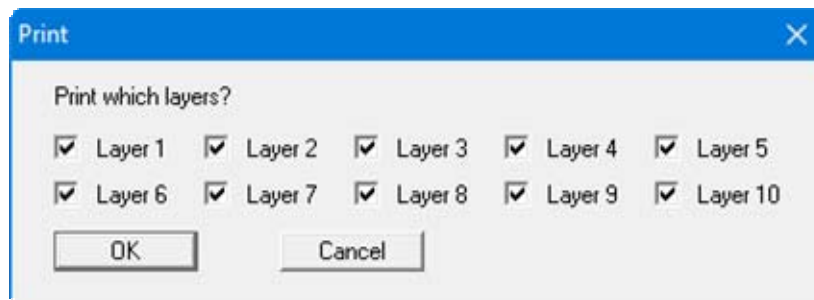 Print
Print which layers?
Layer 1 Layer 2 Layer 3 Layer 4 Layer 5
Layer 6 Layer 7 Layer 8 Layer 9 Layer 10
OK Cancel